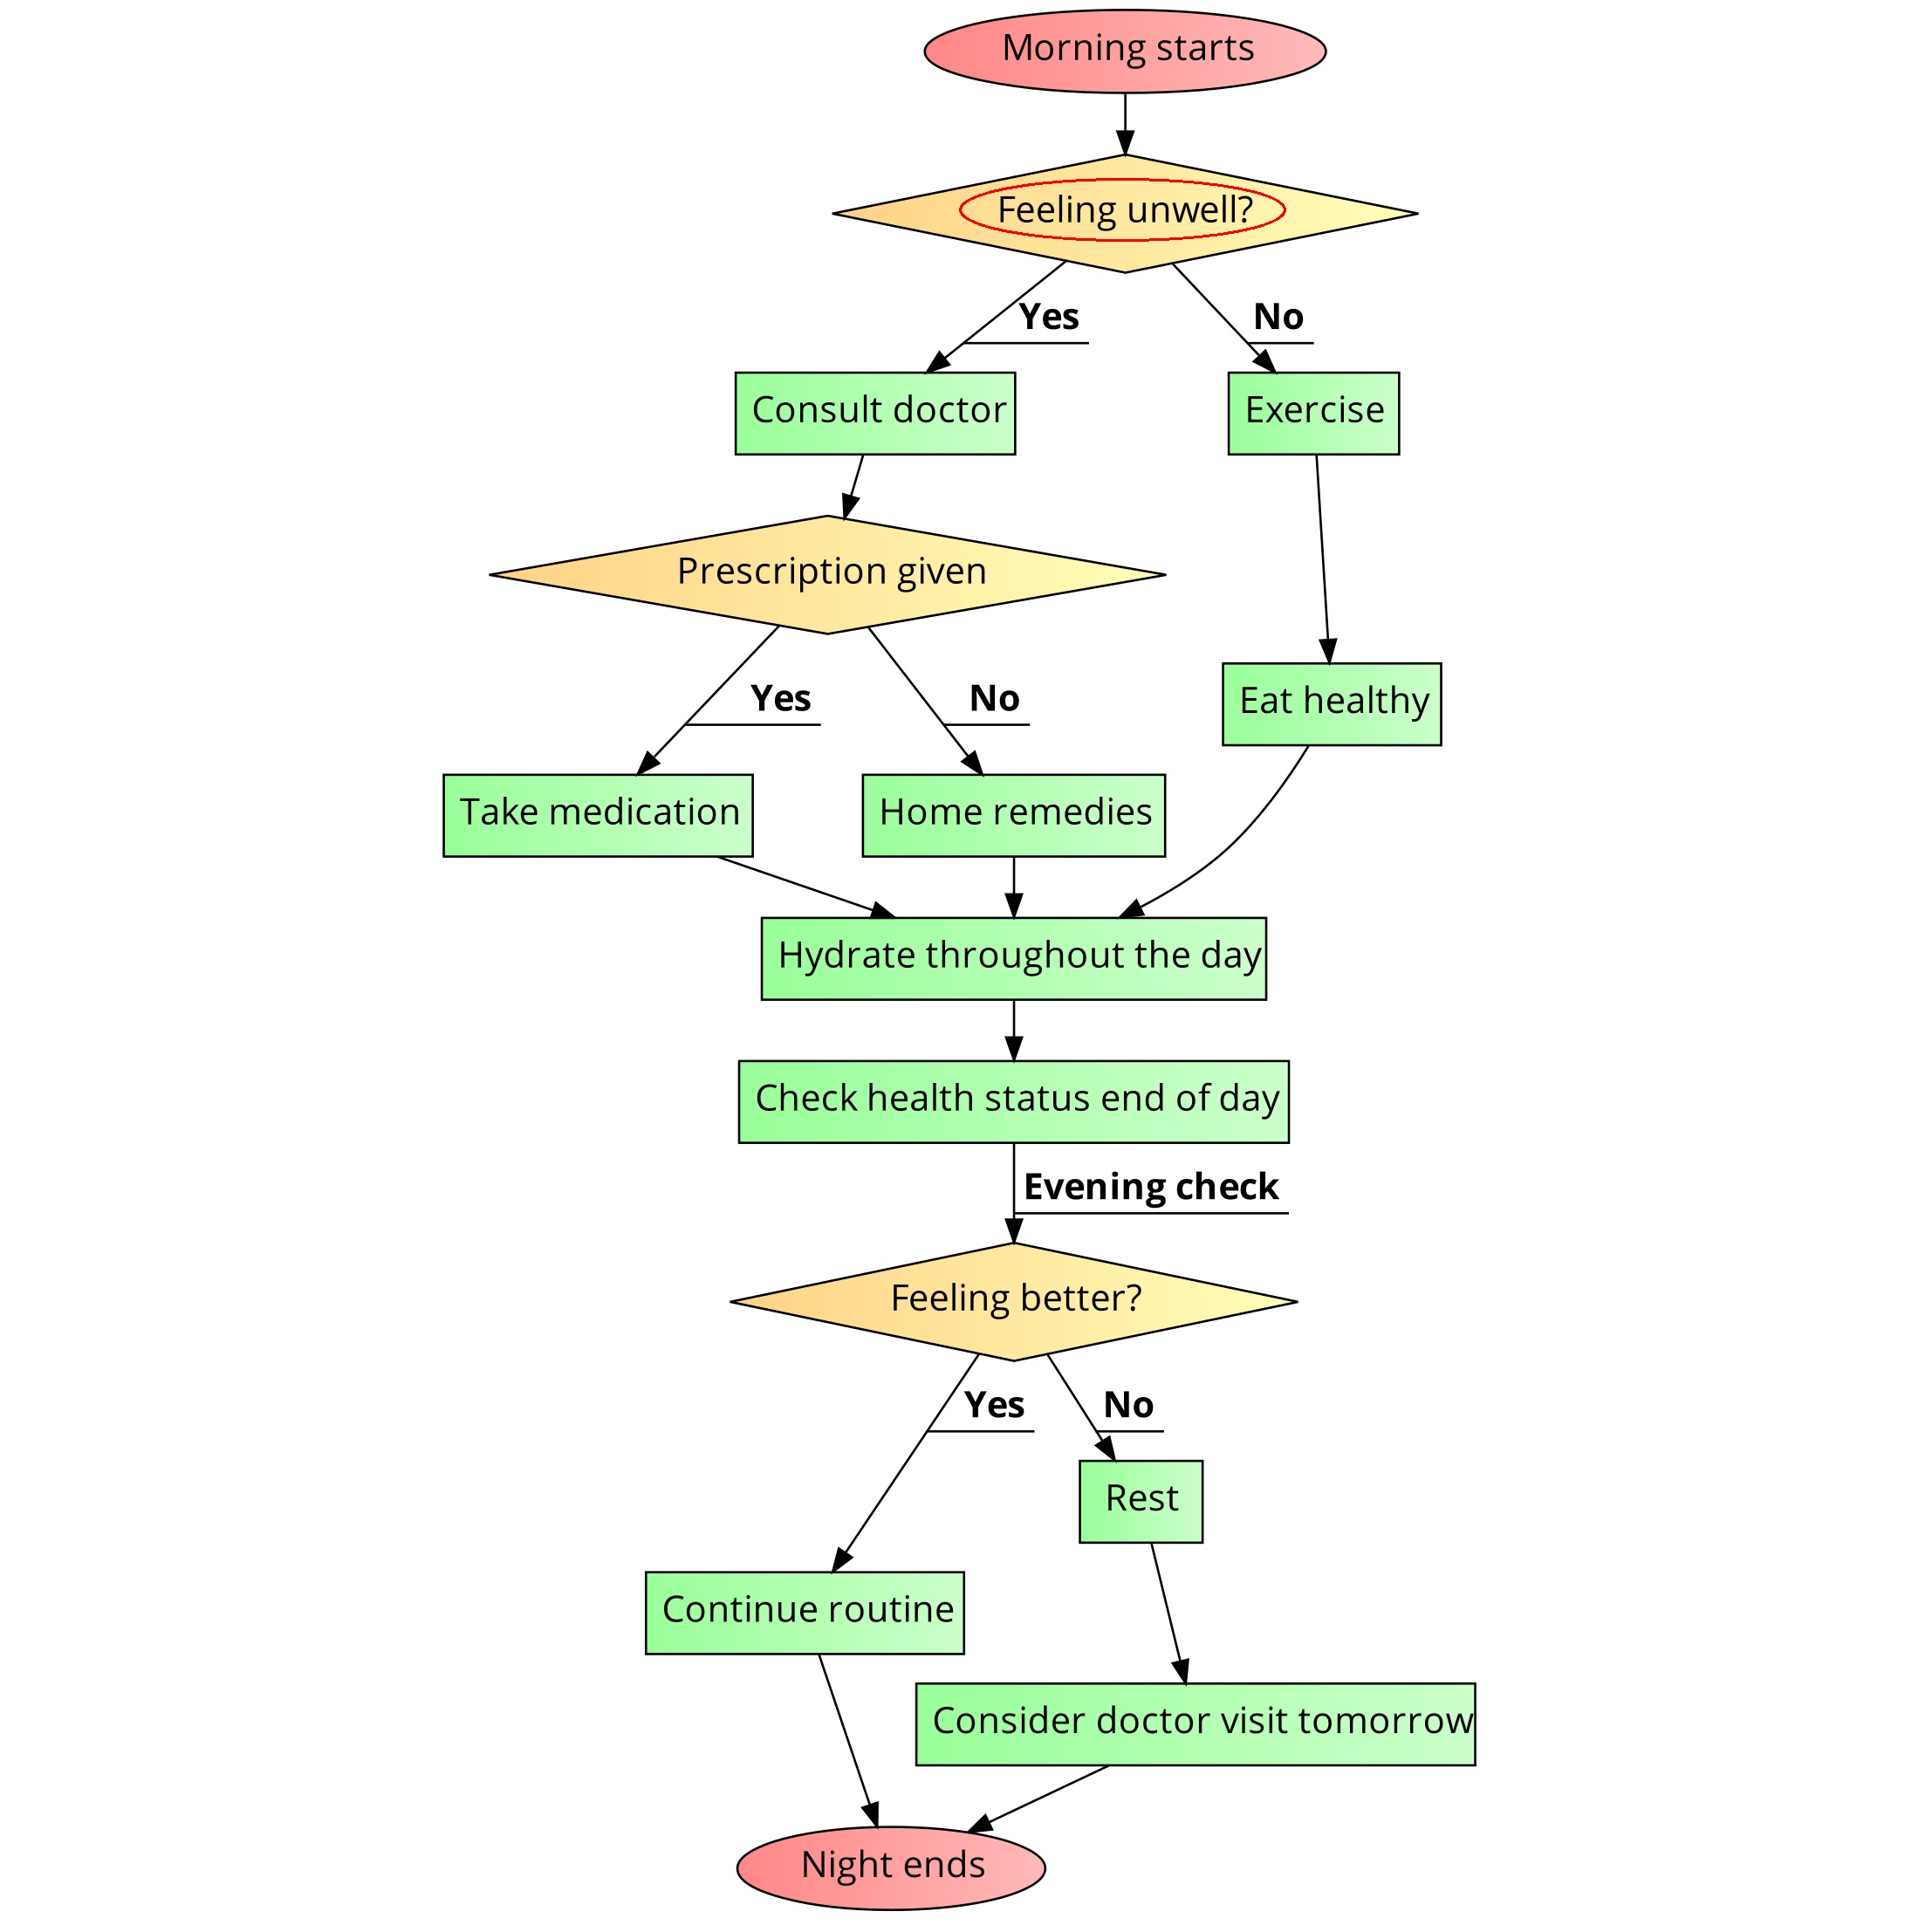 Morning starts
Feeling unwell?
Yes
No
Consult doctor
Exercise
Prescription given
Yes
No
Eat healthy
Take medication
Home remedies
Hydrate throughout the day
Check health status end of day
Evening check
Feeling better?
Yes
No
Rest
Continue routine
Consider doctor visit tomorrow
Night ends